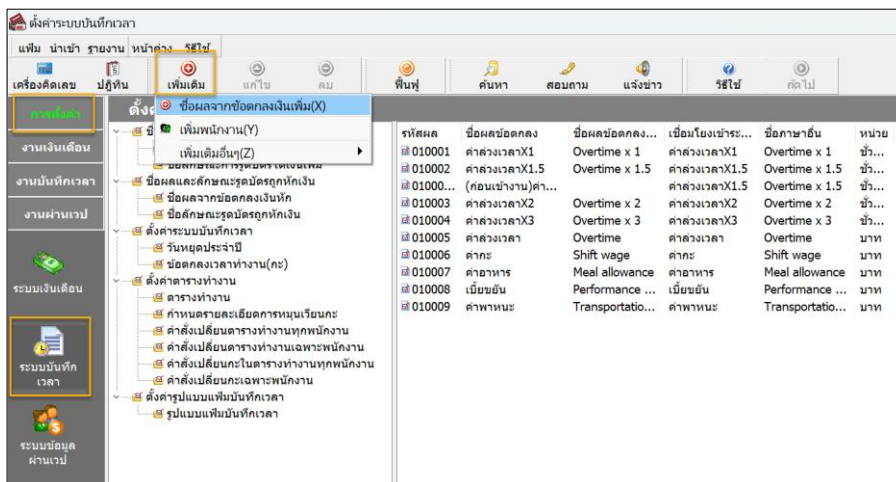 ตั้งค่าระบบบันทึกเวลา
แฟ้ม นำเข้า รายงาน หน้าต่าง วิธีใช้
เครื่องคิดเลข ปฏิทิน เพิ่มเติม แก้ไข ลบ ฟื้นฟู ค้นหา สอบถาม แจ้งข่าว วิธีใช้ ถัดไป
การตั้งค่า
งานเงินเดือน
งานบันทึกเวลา
งานผ่านเวป
ระบบเงินเดือน
ระบบบันทึก
เวลา
ระบบข้อมูล
ผ่านเวป
ชื่อผลจากข้อตกลงเงินเพิ่ม(X)
เพิ่มพนักงาน(Y)
เพิ่มเติมอื่นๆ(Z)
ชื่อผลและลักษณะรูดบัตรถูกหักเงิน
ชื่อผลจากข้อตกลงเงินหัก
ชื่อลักษณะรูดบัตรถูกหักเงิน
ตั้งค่าระบบบันทึกเวลา
วันหยุดประจำปี
ข้อตกลงเวลาทำงาน(กะ)
ตั้งค่าตารางทำงาน
ตารางทำงาน
กำหนดรายละเอียดการหมุนเวียนกะ
คำสั่งเปลี่ยนตารางทำงานทุกพนักงาน
คำสั่งเปลี่ยนตารางทำงานเฉพาะพนักงาน
คำสั่งเปลี่ยนกะในตารางทำงานทุกพนักงาน
คำสั่งเปลี่ยนกะเฉพาะพนักงาน
ตั้งค่ารูปแบบแฟ้มบันทึกเวลา
รูปแบบแฟ้มบันทึกเวลา
รหัสผล ชื่อผลข้อตกลง ชื่อผลข้อตกลง... เชื่อมโยงเข้าระ... ชื่อภาษาอื่น หน่วย
010001 ค่าล่วงเวลาX1 Overtime x 1 ค่าล่วงเวลาX1 Overtime x 1 ชั่ว...
010002 ค่าล่วงเวลาX1.5 Overtime x 1.5 ค่าล่วงเวลาX1.5 Overtime x 1.5 ชั่ว...
01000... (ก่อนเข้างาน)ค่า... ค่าล่วงเวลาX1.5 Overtime x 1.5 ชั่ว...
010003 ค่าล่วงเวลาX2 Overtime x 2 ค่าล่วงเวลาX2 Overtime x 2 ชั่ว...
010004 ค่าล่วงเวลาX3 Overtime x 3 ค่าล่วงเวลาX3 Overtime x 3 ชั่ว...
010005 ค่าล่วงเวลา Overtime ค่าล่วงเวลา Overtime บาท
010006 ค่ากะ Shift wage ค่ากะ Shift wage บาท
010007 ค่าอาหาร Meal allowance ค่าอาหาร Meal allowance บาท
010008 เบี้ยขยัน Performance ... เบี้ยขยัน Performance ... บาท
010009 ค่าพาหนะ Transportatio... ค่าพาหนะ Transportatio... บาท